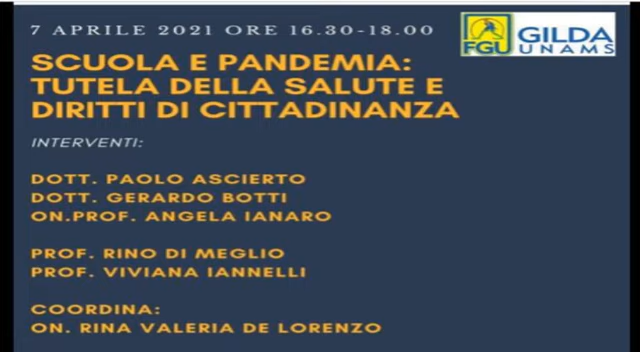 7 APRILE 2021 ORE 16.30-18.00
FGU
GILDA
UNAMS
SCUOLA E PANDEMIA:
TUTELA DELLA SALUTE E
DIRITTI DI CITTADINANZA
INTERVENTI:
DOTT. PAOLO ASCIERTO
DOTT. GERARDO BOTTI
ON.PROF. ANGELA IANARO
PROF. RINO DI MEGLIO
PROF. VIVIANA IANNELLI
COORDINA:
ON. RINA VALERIA DE LORENZO